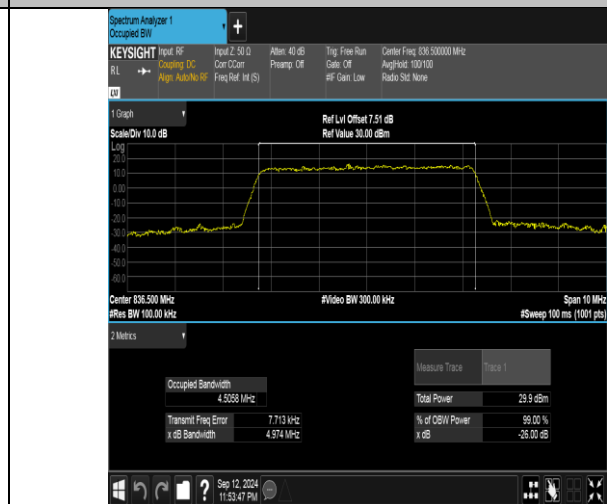 Spectrum Analyzer 1
Occupied BW
+
KEYSIGHT Input: RF Input Z: 50 Ω Atten: 40 dB Trig: Free Run Center Freq: 836.500000 MHz
RL Coupling: DC Corr CCorr Preamp: Off Gate: Off Avg|Hold: 100/100
Align: Auto/No RF Freq Ref: Int (S) #IF Gain: Low Radio Std: None
LXI
1 Graph
Ref Lvl Offset 7.51 dB
Scale/Div 10.0 dB Ref Value 30.00 dBm
Log
20.0
10.0
0.00
-10.0
-20.0
-30.0
-40.0
-50.0
-60.0
Center 836.500 MHz #Video BW 300.00 kHz Span 10 MHz
#Res BW 100.00 kHz #Sweep 100 ms (1001 pts)
2 Metrics
Measure Trace Trace 1
Occupied Bandwidth
4.5058 MHz
Total Power 29.9 dBm
Transmit Freq Error 7.713 kHz
% of OBW Power 99.00 %
x dB Bandwidth 4.974 MHz
x dB -26.00 dB
?
Sep 12, 2024
11:53:47 PM